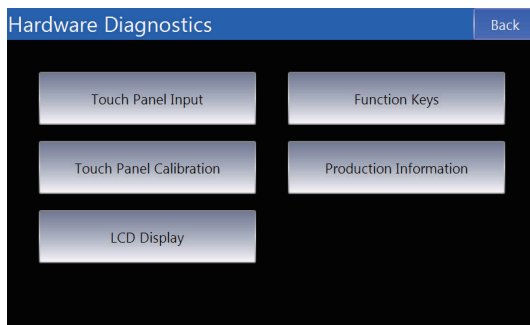 Hardware Diagnostics
Back
Touch Panel Input
Function Keys
Touch Panel Calibration
Production Information
LCD Display